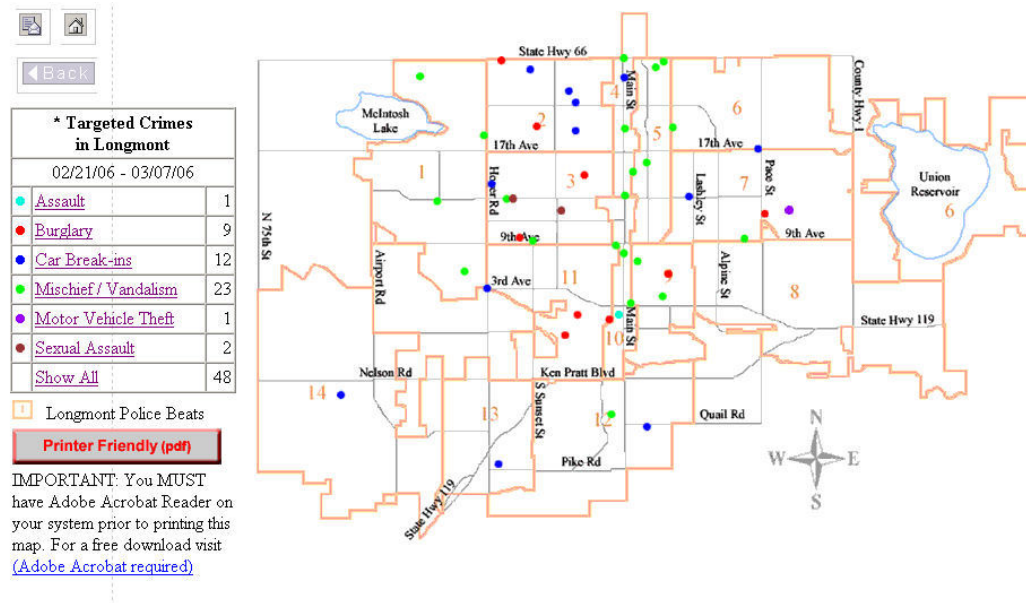 Back
* Targeted Crimes
in Longmont
02/21/06 - 03/07/06
Assault 1
Burglary 9
Car Break-ins 12
Mischief / Vandalism 23
Motor Vehicle Theft 1
Sexual Assault 2
Show All 48
1 Longmont Police Beats
Printer Friendly (pdf)
IMPORTANT: You MUST
have Adobe Acrobat Reader on
your system prior to printing this
map. For a free download visit
(Adobe Acrobat required)
State Hwy 66
Main St
County Hwy 1
McIntosh
Lake
2
4
5
6
17th Ave
17th Ave
1
3
7
Hover Rd
Lashley St
Pace St
Union
Reservoir
6
N 75th St
9th Ave
9th Ave
Airport Rd
11
9
Alpine St
8
3rd Ave
Main St
10
State Hwy 119
Nelson Rd
Ken Pratt Blvd
14
13
S Sunset St
12
Quail Rd
Pike Rd
State Hwy 119
N
W
E
S